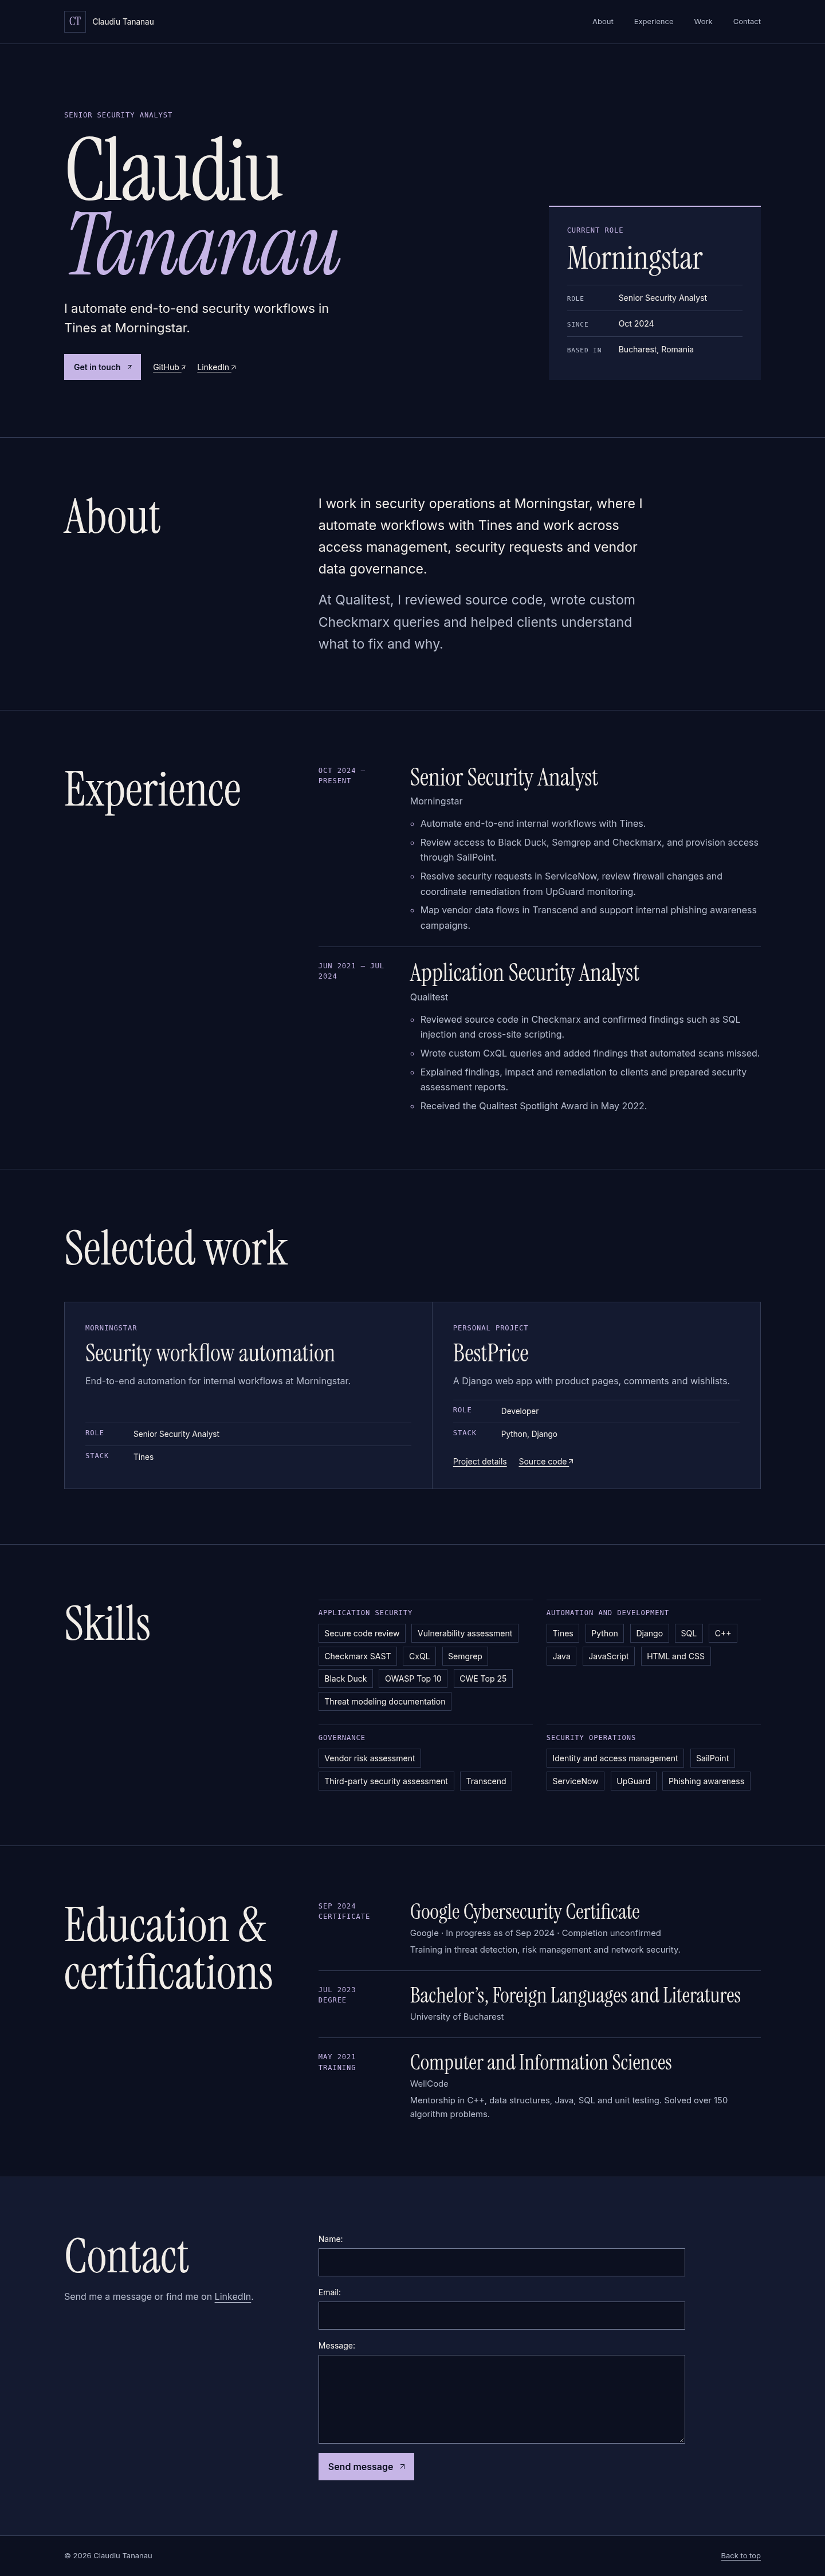 CT Claudiu Tananau
About Experience Work Contact
SENIOR SECURITY ANALYST
Claudiu
Tananau
I automate end-to-end security workflows in
Tines at Morningstar.
Get in touch GitHub LinkedIn
CURRENT ROLE
Morningstar
ROLE Senior Security Analyst
SINCE Oct 2024
BASED IN Bucharest, Romania
About
I work in security operations at Morningstar, where I
automate workflows with Tines and work across
access management, security requests and vendor
data governance.
At Qualitest, I reviewed source code, wrote custom
Checkmarx queries and helped clients understand
what to fix and why.
Experience
OCT 2024 –
PRESENT
Senior Security Analyst
Morningstar
Automate end-to-end internal workflows with Tines.
Review access to Black Duck, Semgrep and Checkmarx, and provision access
through SailPoint.
Resolve security requests in ServiceNow, review firewall changes and
coordinate remediation from UpGuard monitoring.
Map vendor data flows in Transcend and support internal phishing awareness
campaigns.
JUN 2021 – JUL
2024
Application Security Analyst
Qualitest
Reviewed source code in Checkmarx and confirmed findings such as SQL
injection and cross-site scripting.
Wrote custom CxQL queries and added findings that automated scans missed.
Explained findings, impact and remediation to clients and prepared security
assessment reports.
Received the Qualitest Spotlight Award in May 2022.
Selected work
MORNINGSTAR
Security workflow automation
End-to-end automation for internal workflows at Morningstar.
ROLE Senior Security Analyst
STACK Tines
PERSONAL PROJECT
BestPrice
A Django web app with product pages, comments and wishlists.
ROLE Developer
STACK Python, Django
Project details Source code
Skills
APPLICATION SECURITY
Secure code review Vulnerability assessment
Checkmarx SAST CxQL Semgrep
Black Duck OWASP Top 10 CWE Top 25
Threat modeling documentation
AUTOMATION AND DEVELOPMENT
Tines Python Django SQL C++
Java JavaScript HTML and CSS
GOVERNANCE
Vendor risk assessment
Third-party security assessment Transcend
SECURITY OPERATIONS
Identity and access management SailPoint
ServiceNow UpGuard Phishing awareness
Education &
certifications
SEP 2024
CERTIFICATE
Google Cybersecurity Certificate
Google · In progress as of Sep 2024 · Completion unconfirmed
Training in threat detection, risk management and network security.
JUL 2023
DEGREE
Bachelor’s, Foreign Languages and Literatures
University of Bucharest
MAY 2021
TRAINING
Computer and Information Sciences
WellCode
Mentorship in C++, data structures, Java, SQL and unit testing. Solved over 150
algorithm problems.
Contact
Send me a message or find me on LinkedIn.
Name:
Email:
Message:
Send message
© 2026 Claudiu Tananau
Back to top